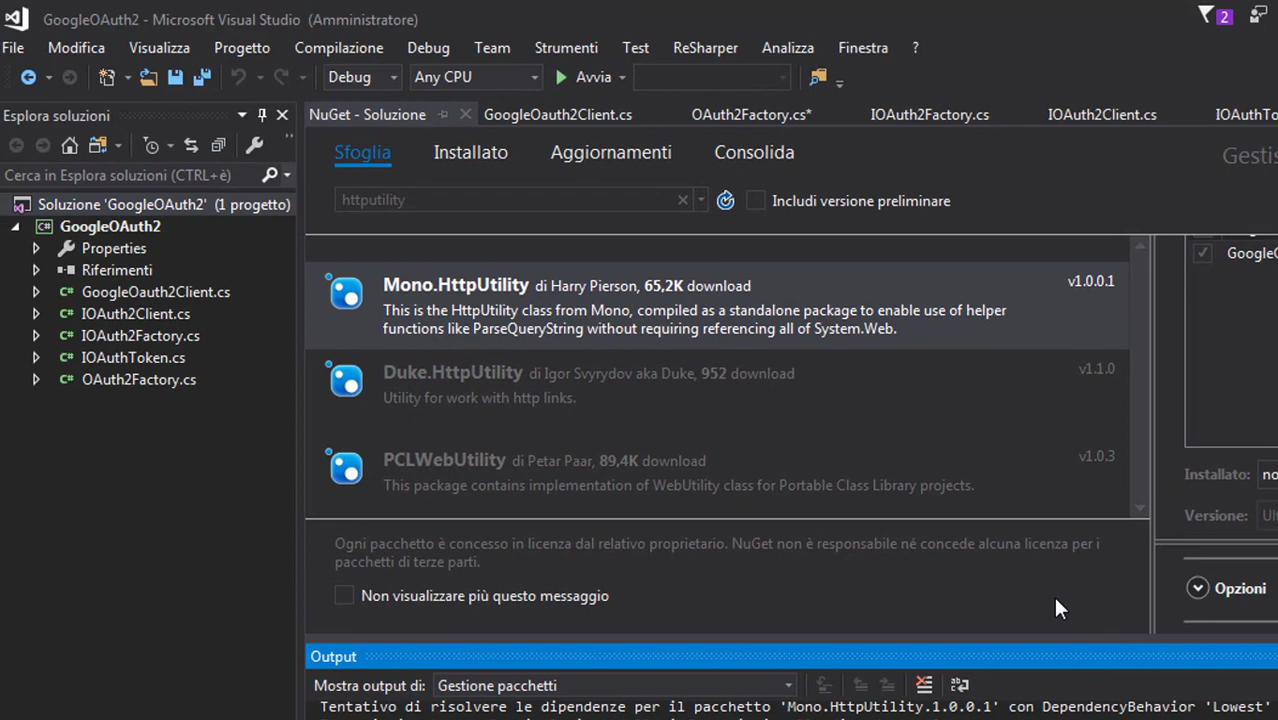 GoogleOAuth2 - Microsoft Visual Studio (Amministratore)
2
File Modifica Visualizza Progetto Compilazione Debug Team Strumenti Test ReSharper Analizza Finestra ?
Debug Any CPU Avvia
Esplora soluzioni
NuGet - Soluzione GoogleOauth2Client.cs OAuth2Factory.cs* IOAuth2Factory.cs IOAuth2Client.cs IOAuthTo
Sfoglia Installato Aggiornamenti Consolida Gestis
Cerca in Esplora soluzioni (CTRL+è)
httputility
Includi versione preliminare
Soluzione 'GoogleOAuth2' (1 progetto)
GoogleOAuth2
Properties
Riferimenti
GoogleOauth2Client.cs
IOAuth2Client.cs
IOAuth2Factory.cs
IOAuthToken.cs
OAuth2Factory.cs
Mono.HttpUtility di Harry Pierson, 65,2K download v1.0.0.1
This is the HttpUtility class from Mono, compiled as a standalone package to enable use of helper
functions like ParseQueryString without requiring referencing all of System.Web.
Duke.HttpUtility di Igor Svyrydov aka Duke, 952 download v1.1.0
Utility for work with http links.
PCLWebUtility di Petar Paar, 89,4K download v1.0.3
This package contains implementation of WebUtility class for Portable Class Library projects.
Ogni pacchetto è concesso in licenza dal relativo proprietario. NuGet non è responsabile né concede alcuna licenza per i
pacchetti di terze parti.
Non visualizzare più questo messaggio
GoogleO
Installato: no
Versione: Ult
Opzioni
Output
Mostra output di: Gestione pacchetti
Tentativo di risolvere le dipendenze per il pacchetto 'Mono.HttpUtility.1.0.0.1' con DependencyBehavior 'Lowest'